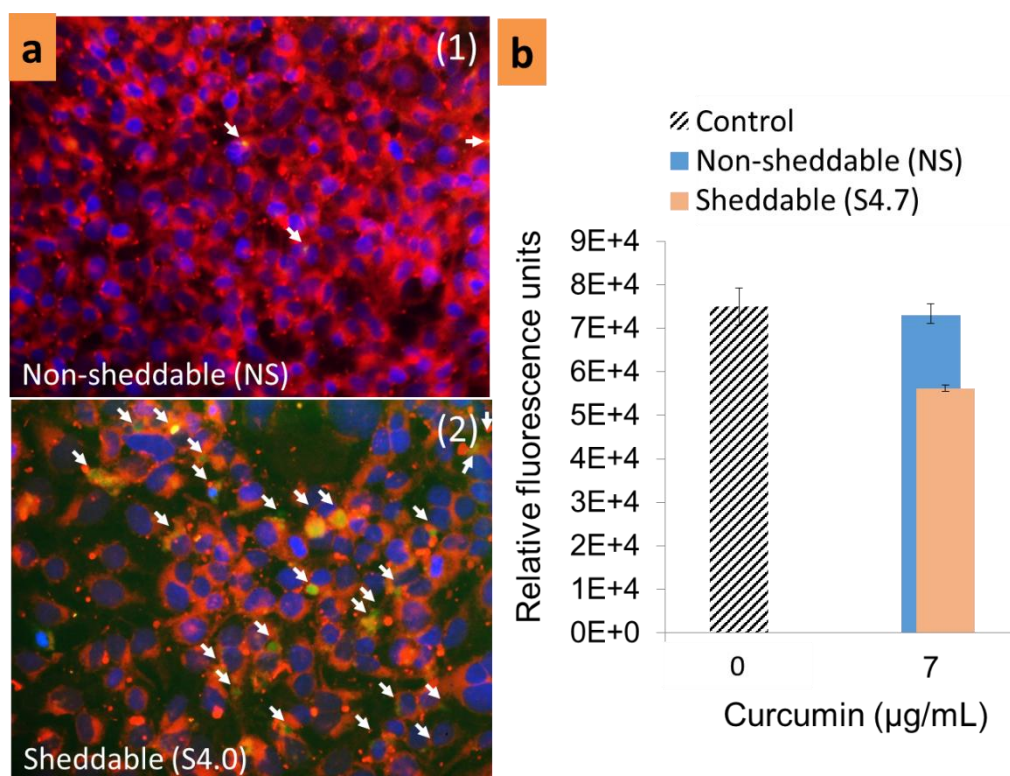 a
(1)
Non-sheddable (NS)
(2)
Sheddable (S4.0)
b
Control
Non-sheddable (NS)
Sheddable (S4.7)
Relative fluorescence units
9E+4
8E+4
7E+4
6E+4
5E+4
4E+4
3E+4
2E+4
1E+4
0E+0
0 7
Curcumin (µg/mL)